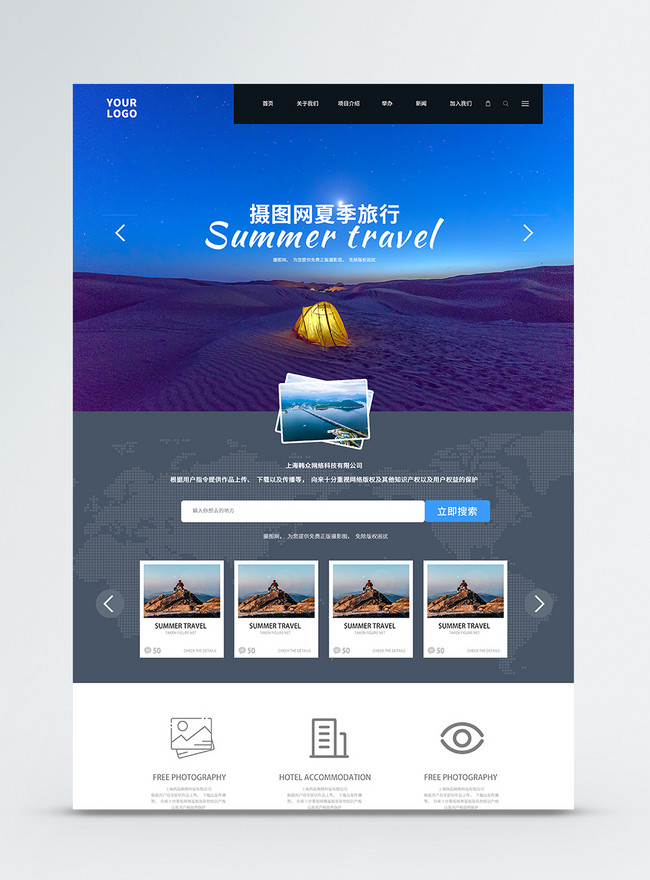 YOUR
LOGO
首页 关于我们 项目介绍 举办 新闻 加入我们
摄图网夏季旅行
Summer travel
摄影网， 为您提供免费正版摄影图， 免除版权困扰
上海韩众网络科技有限公司
根据用户指令提供作品上传、 下载以及传播等， 向来十分重视网络版权及其他知识产权以及用户权益的保护
输入你想去的地方 立即搜索
摄图网， 为您提供免费正版摄影图， 免除版权困扰
SUMMER TRAVEL SUMMER TRAVEL SUMMER TRAVEL SUMMER TRAVEL
TAKEN FIGURE NET TAKEN FIGURE NET TAKEN FIGURE NET TAKEN FIGURE NET
50 CHECK THE DETAILS 50 CHECK THE DETAILS 50 CHECK THE DETAILS 50 CHECK THE DETAILS
FREE PHOTOGRAPHY HOTEL ACCOMMODATION FREE PHOTOGRAPHY